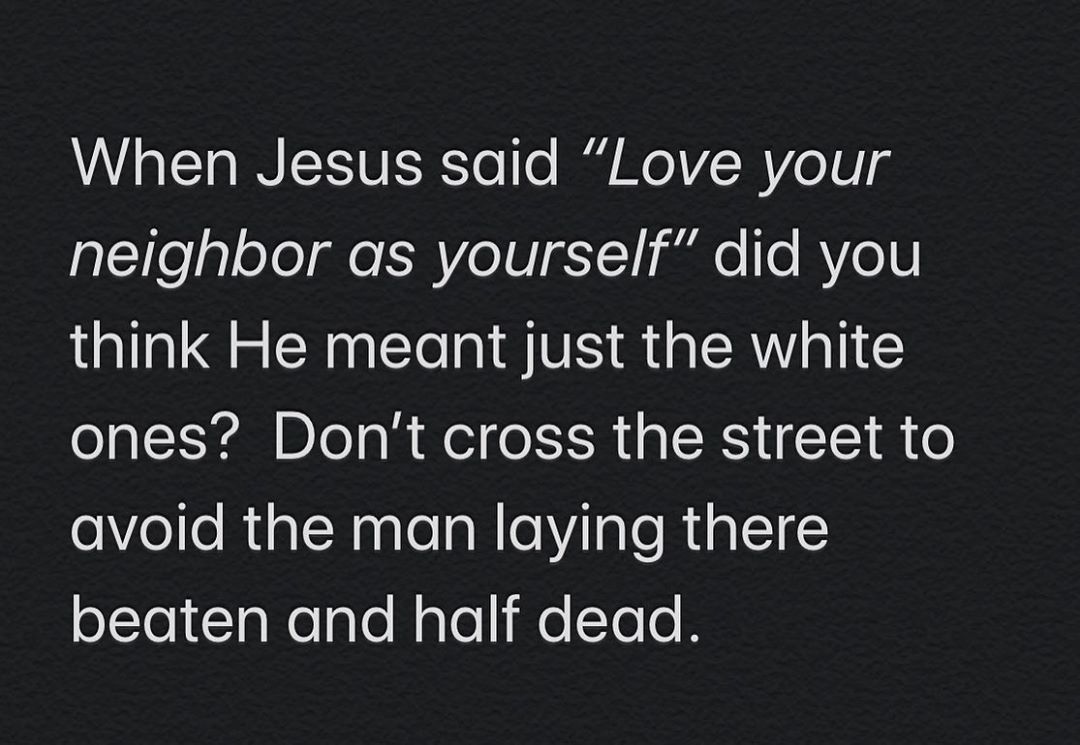 When Jesus said “Love your
neighbor as yourself” did you
think He meant just the white
ones?  Don’t cross the street to
avoid the man laying there
beaten and half dead.